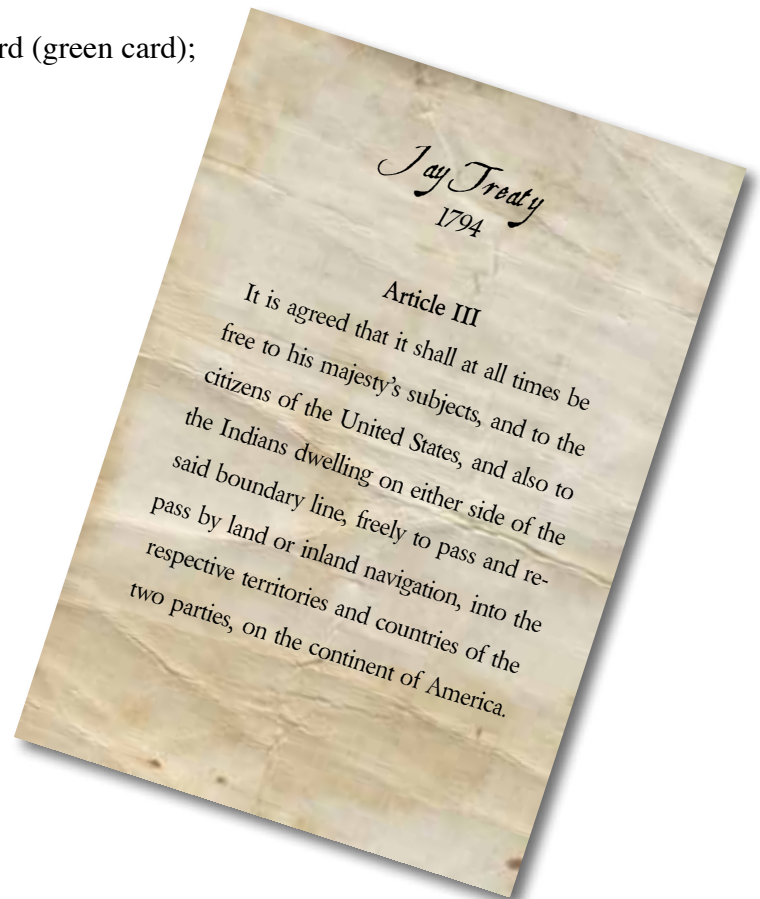 rd (green card);
Jay Treaty
1794
Article III
It is agreed that it shall at all times be
free to his majesty's subjects, and to the
citizens of the United States, and also to
the Indians dwelling on either side of the
said boundary line, freely to pass and re-
pass by land or inland navigation, into the
respective territories and countries of the
two parties, on the continent of America.